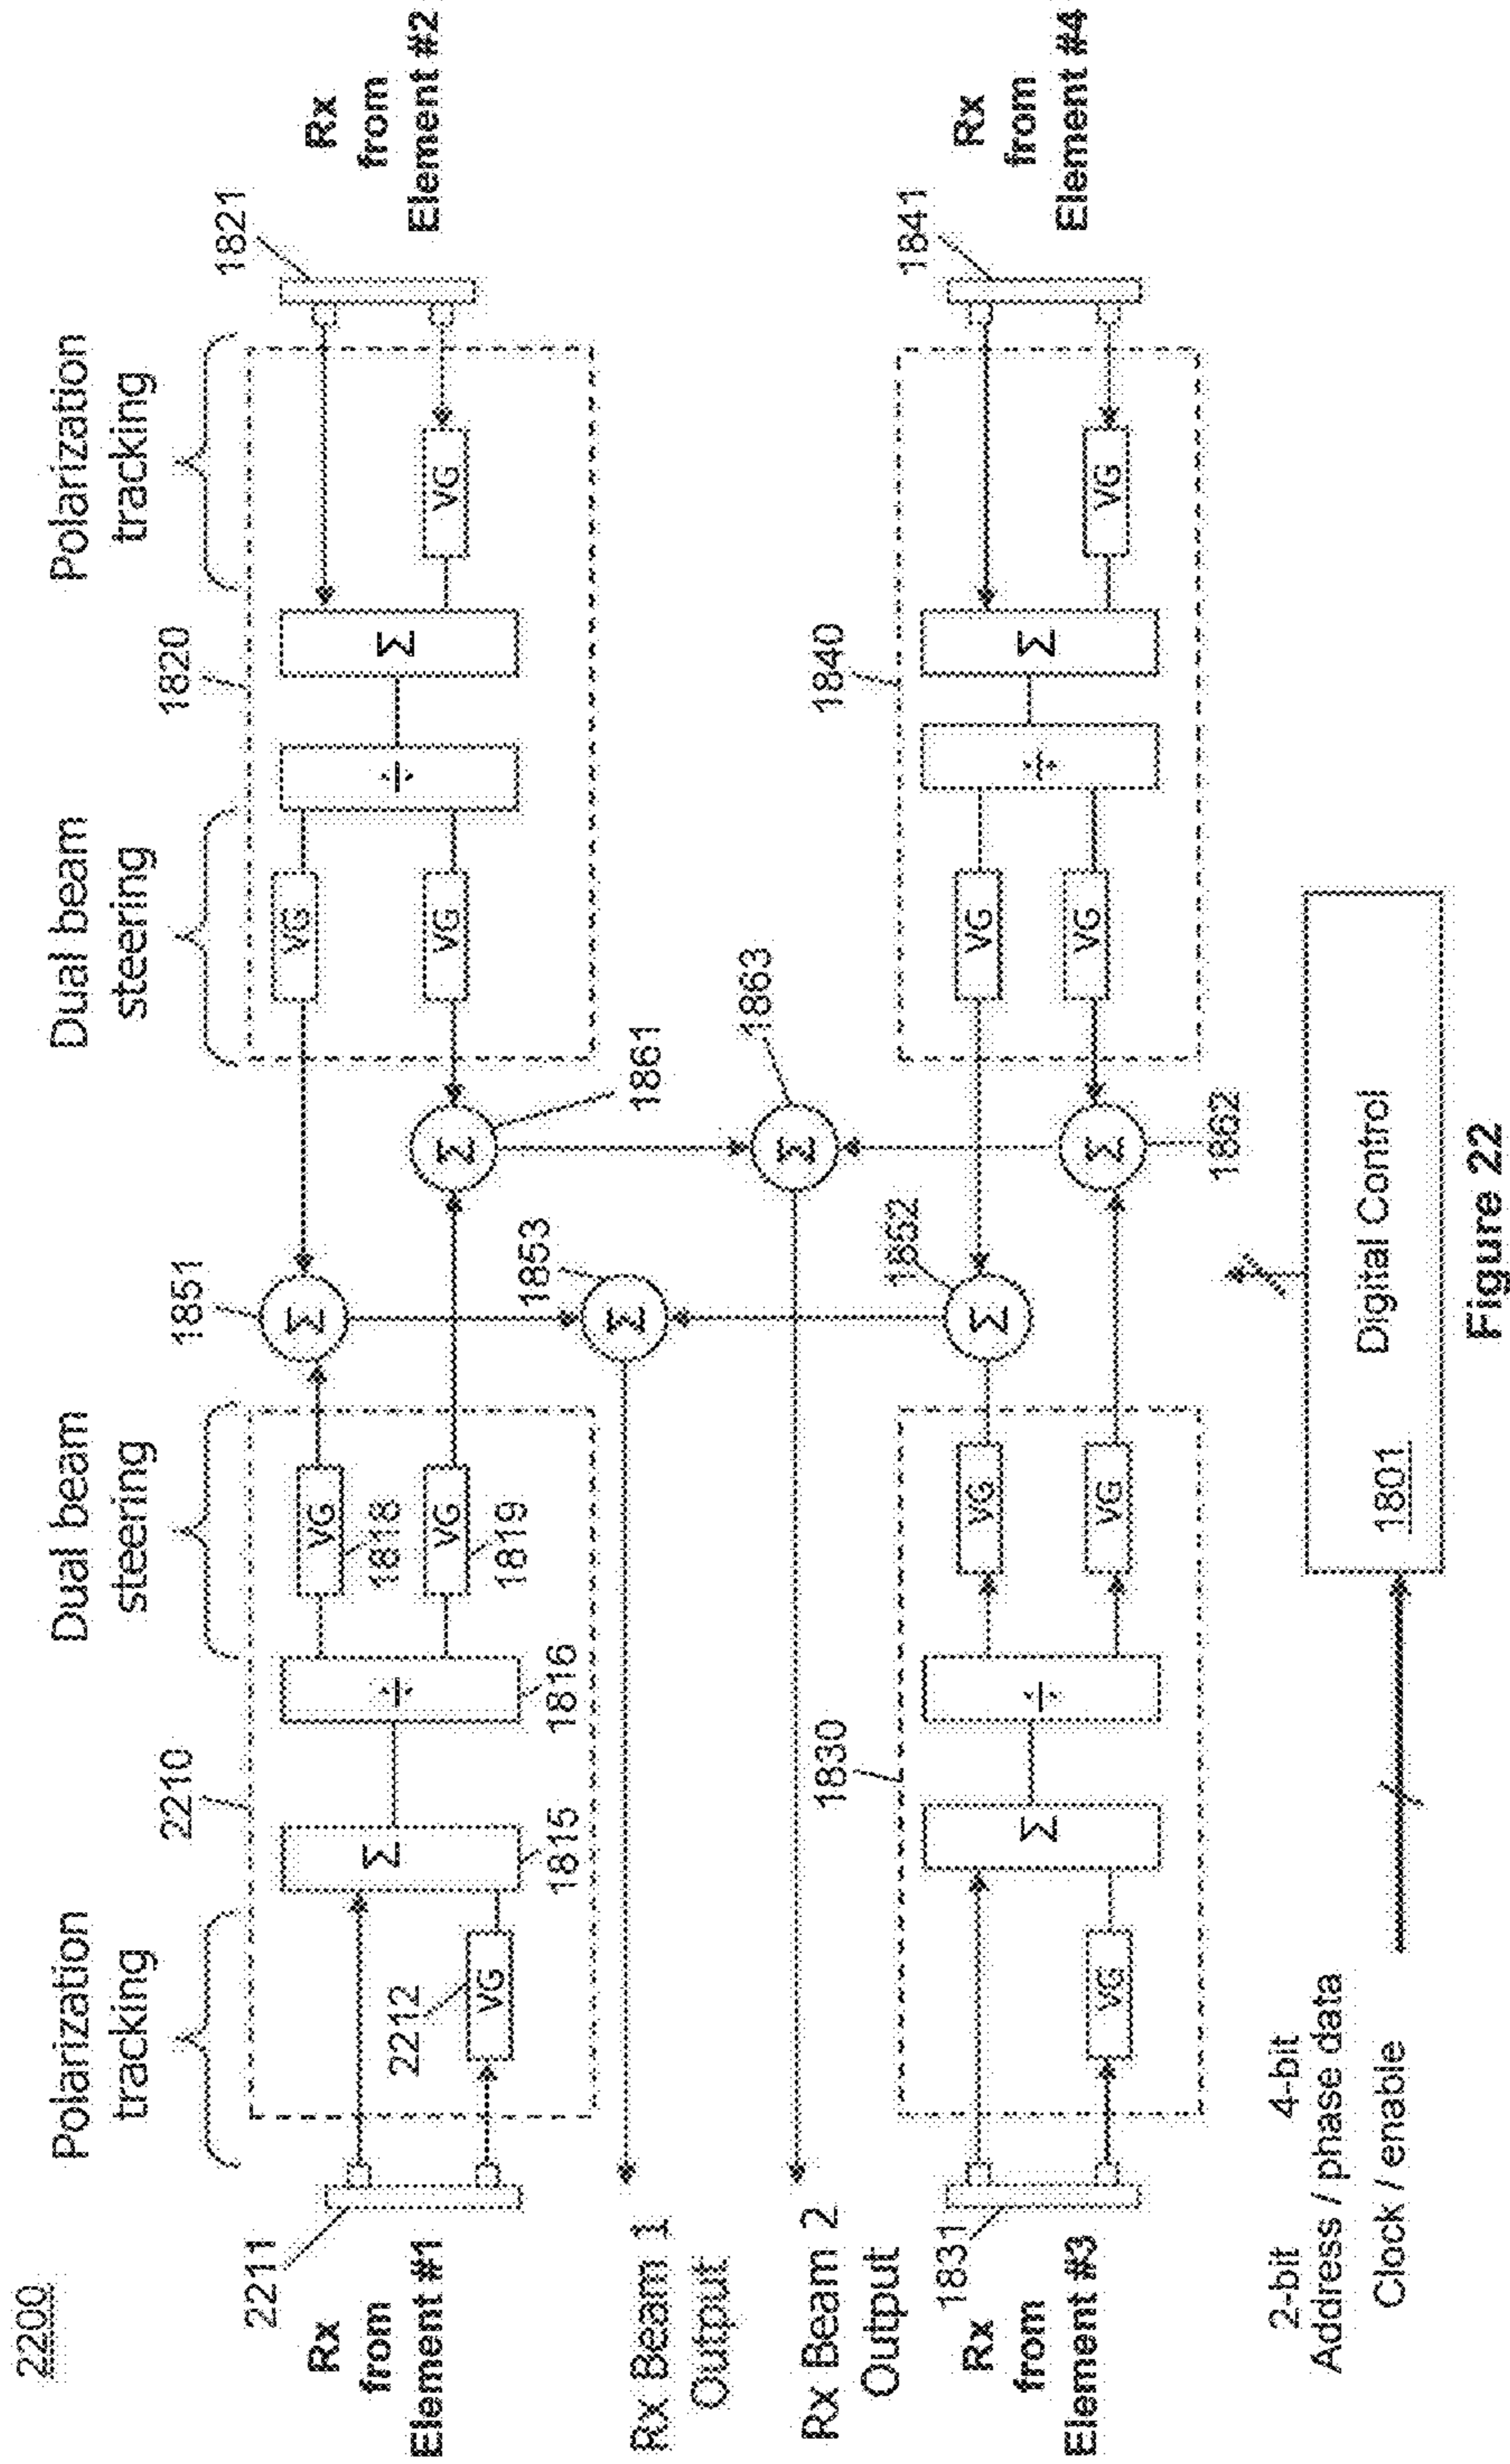 2200
Polarization
tracking
Dual beam
steering
Dual beam
steering
Polarization
tracking
2210
1851
1820
1821
2211
Rx
from
Element #1
2212
VG
Σ
1815
÷
1816
VG
1818
VG
1819
Σ
Σ
1861
VG
VG
÷
Σ
VG
Rx
from
Element #2
1853
Σ
Σ
1863
Rx Beam 1
Output
Rx Beam 2
Output
1830
1852
1840
1841
1831
Rx
from
Element #3
VG
Σ
÷
VG
VG
Σ
Σ
1862
VG
VG
÷
Σ
VG
Rx
from
Element #4
2-bit 4-bit
Address / phase data
Clock / enable
1801
Digital Control
Figure 22